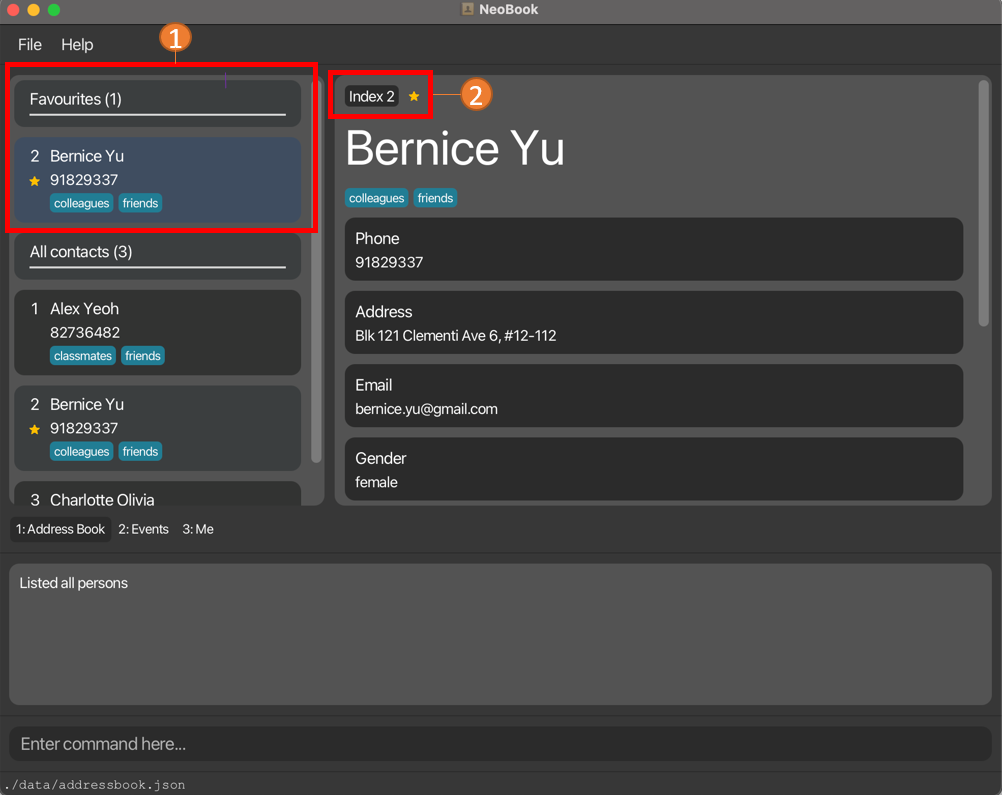 NeoBook
File Help
1
Favourites (1)
2 Bernice Yu
91829337
colleagues friends
All contacts (3)
1 Alex Yeoh
82736482
classmates friends
2 Bernice Yu
91829337
colleagues friends
3 Charlotte Olivia
Index 2
2
Bernice Yu
colleagues friends
Phone
91829337
Address
Blk 121 Clementi Ave 6, #12-112
Email
bernice.yu@gmail.com
Gender
female
1: Address Book 2: Events 3: Me
Listed all persons
Enter command here...
./data/addressbook.json